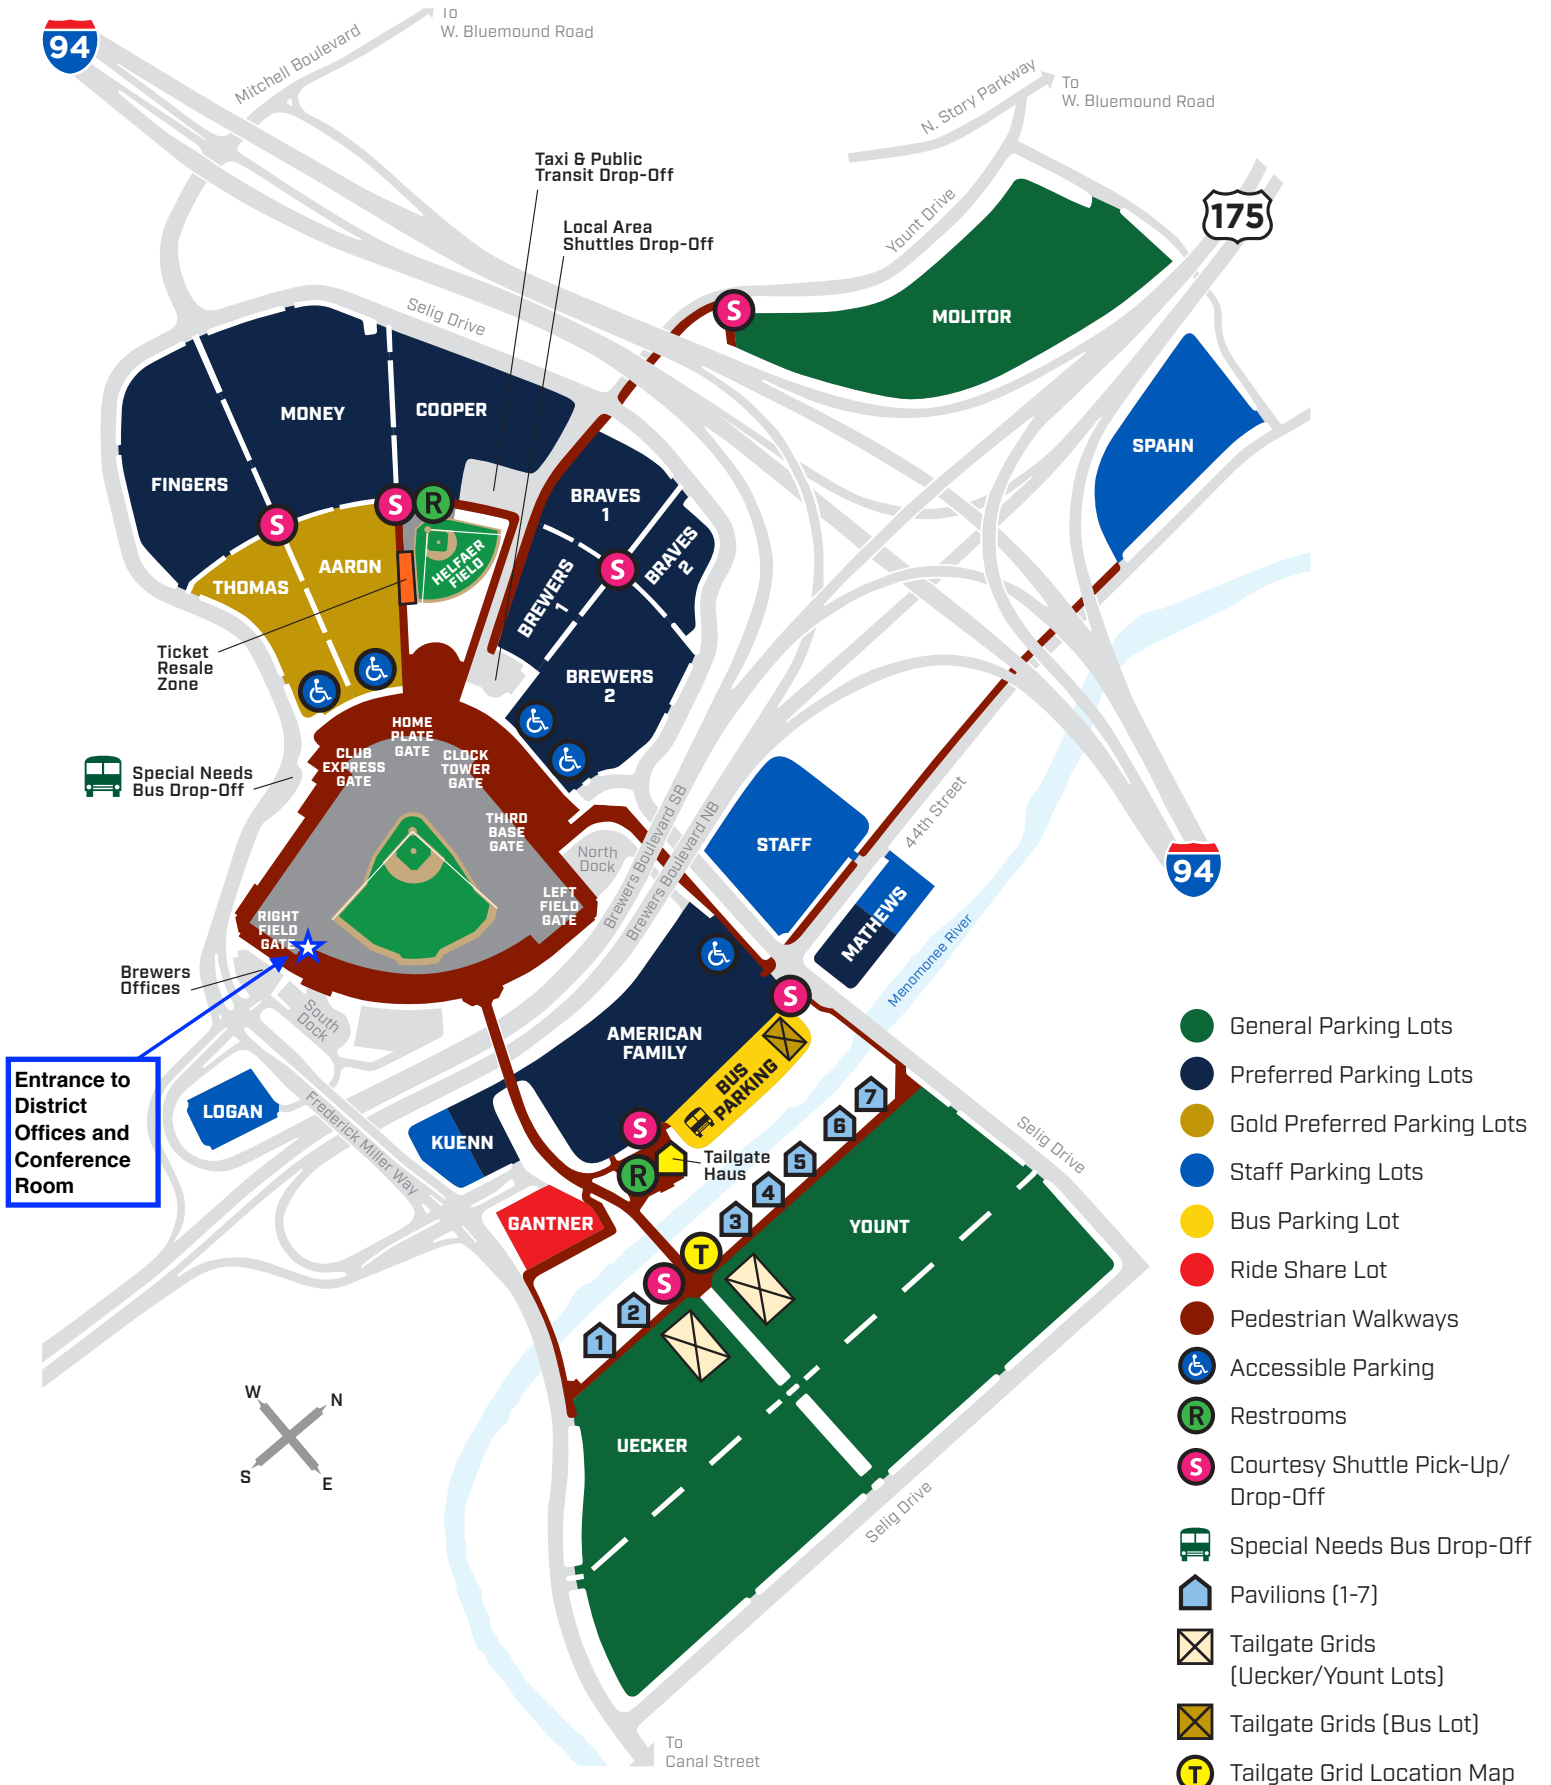 94
To
W. Bluemound Road
Mitchell Boulevard
N. Story Parkway
To
W. Bluemound Road
Taxi & Public
Transit Drop-Off
175
Local Area
Shuttles Drop-Off
Yount Drive
Selig Drive
S
MOLITOR
MONEY
COOPER
SPAHN
FINGERS
BRAVES
1
S
R
S
BRAVES
2
HELFAER
FIELD
AARON
THOMAS
S
BREWERS
1
Ticket
Resale
Zone
BREWERS
2
HOME
PLATE
GATE
CLUB
EXPRESS
GATE
CLOCK
TOWER
GATE
Special Needs
Bus Drop-Off
THIRD
BASE
GATE
Brewers Boulevard SB
Brewers Boulevard NB
44th Street
STAFF
North
Dock
94
LEFT
FIELD
GATE
MATHEWS
RIGHT
FIELD
GATE
Menomonee River
Brewers
Offices
S
South
Dock
AMERICAN
FAMILY
BUS
PARKING
Entrance to
District
Offices and
Conference
Room
LOGAN
Frederick Miller Way
KUENN
S
7
6
5
4
3
Tailgate
Haus
R
Selig Drive
GANTNER
YOUNT
T
S
2
1
W
N
S
E
UECKER
Selig Drive
To
Canal Street
General Parking Lots
Preferred Parking Lots
Gold Preferred Parking Lots
Staff Parking Lots
Bus Parking Lot
Ride Share Lot
Pedestrian Walkways
Accessible Parking
R
Restrooms
S
Courtesy Shuttle Pick-Up/
Drop-Off
Special Needs Bus Drop-Off
Pavilions (1-7)
Tailgate Grids
(Uecker/Yount Lots)
Tailgate Grids (Bus Lot)
T
Tailgate Grid Location Map